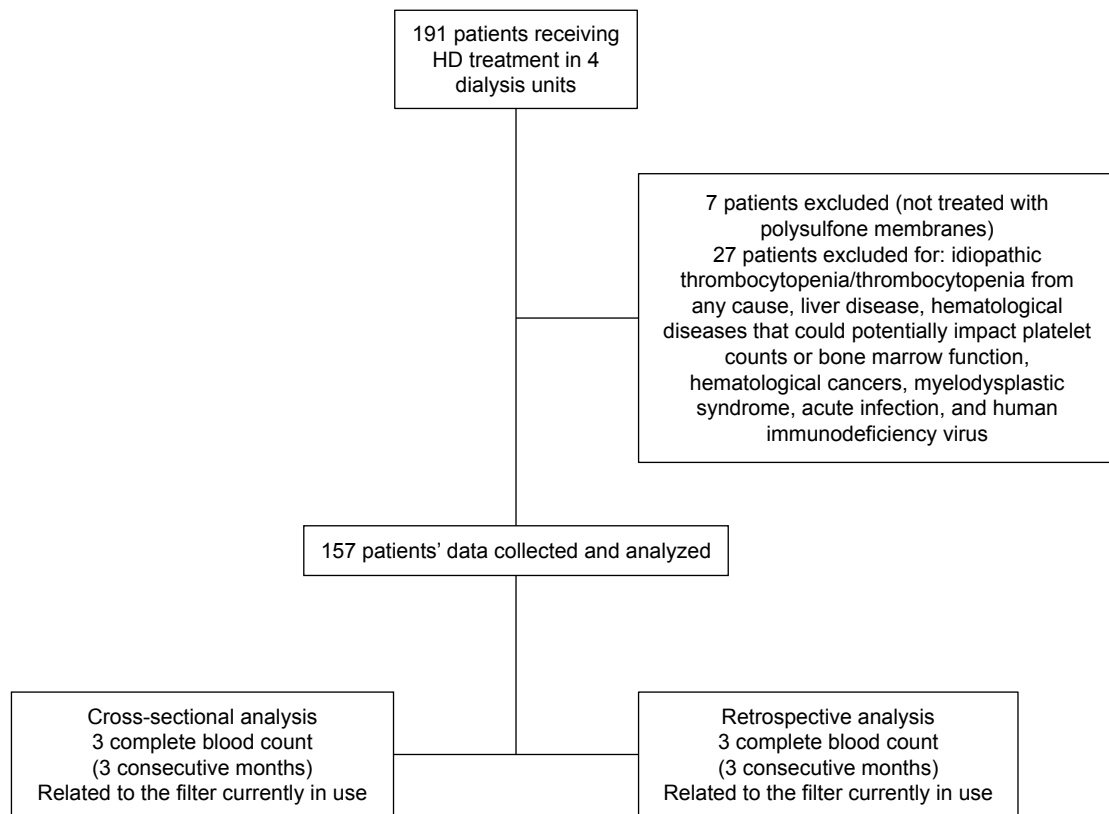 191 patients receiving
HD treatment in 4
dialysis units
7 patients excluded (not treated with
polysulfone membranes)
27 patients excluded for: idiopathic
thrombocytopenia/thrombocytopenia from
any cause, liver disease, hematological
diseases that could potentially impact platelet
counts or bone marrow function,
hematological cancers, myelodysplastic
syndrome, acute infection, and human
immunodeficiency virus
157 patients’ data collected and analyzed
Cross-sectional analysis
3 complete blood count
(3 consecutive months)
Related to the filter currently in use
Retrospective analysis
3 complete blood count
(3 consecutive months)
Related to the filter currently in use